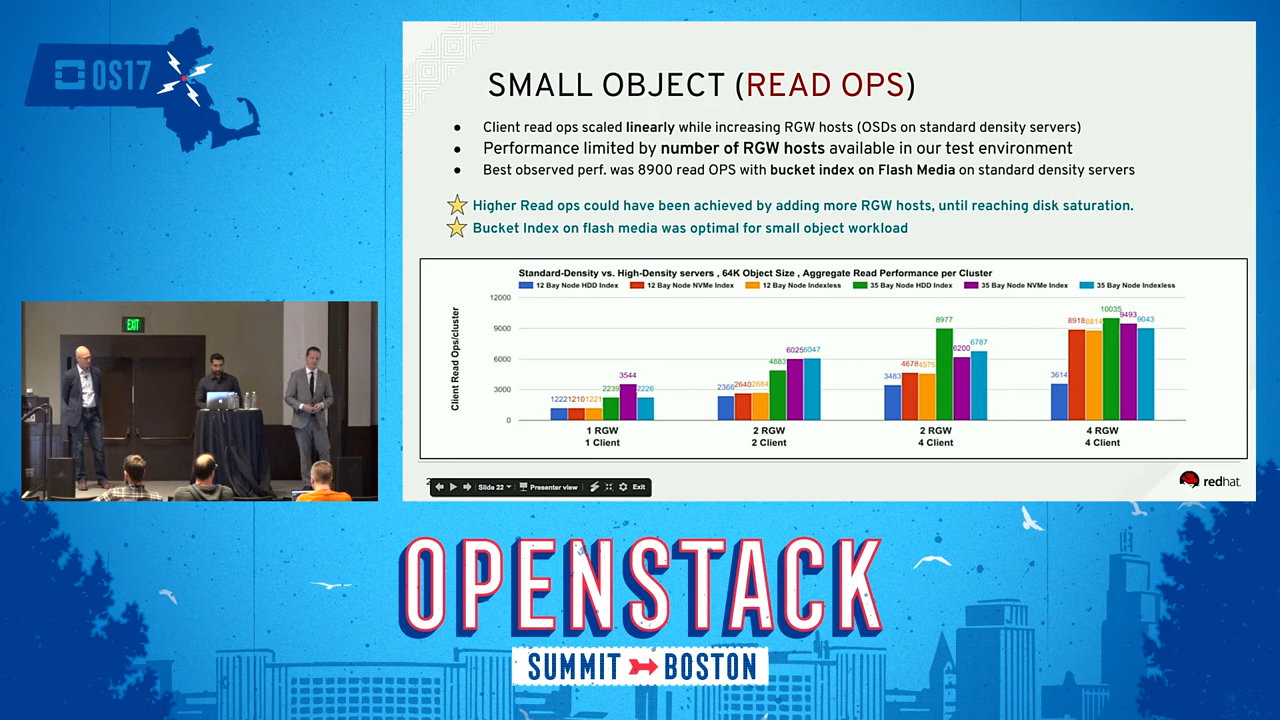 OS17
SMALL OBJECT (READ OPS)
● Client read ops scaled linearly while increasing RGW hosts (OSDs on standard density servers)
● Performance limited by number of RGW hosts available in our test environment
● Best observed perf. was 8900 read OPS with bucket index on Flash Media on standard density servers
Higher Read ops could have been achieved by adding more RGW hosts, until reaching disk saturation.
Bucket Index on flash media was optimal for small object workload
Standard-Density vs. High-Density servers , 64K Object Size , Aggregate Read Performance per Cluster
12 Bay Node HDD Index 12 Bay Node NVMe Index 12 Bay Node Indexless 35 Bay Node HDD Index 35 Bay Node NVMe Index 35 Bay Node Indexless
Client Read Ops/cluster
12000
9000
6000
3000
0
1222 1210 1221 2239 3544 2226
2366 2640 2684 4883 6025 6047
3483 4678 4575 8977 6200 6787
3614 8918 8814 10035 9493 9043
1 RGW 2 RGW 2 RGW 4 RGW
1 Client 2 Client 4 Client 4 Client
Slide 22 Presenter view Exit
redhat.
EXIT
OPENSTACK
SUMMIT BOSTON